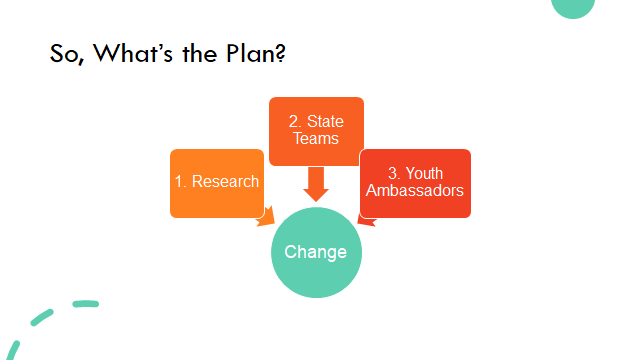 So, What’s the Plan?
1. Research
2. State
Teams
3. Youth
Ambassadors
Change